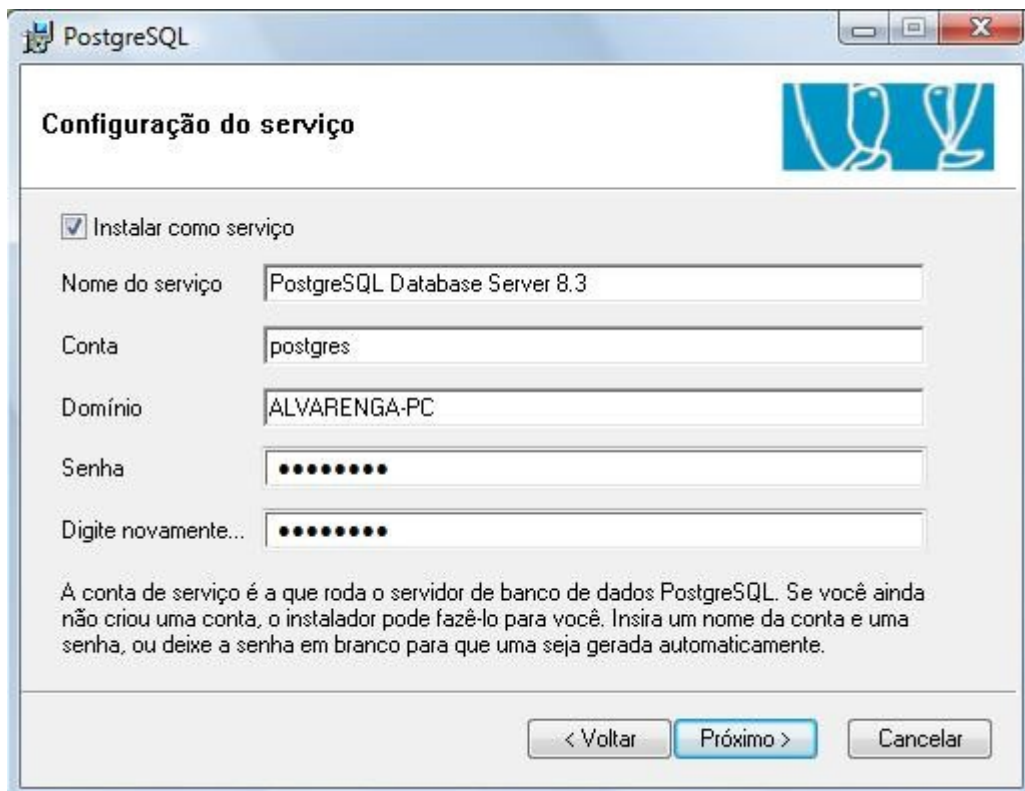 PostgreSQL
Configuração do serviço
Instalar como serviço
Nome do serviço PostgreSQL Database Server 8.3
Conta postgres
Domínio ALVARENGA-PC
Senha ●●●●●●●●
Digite novamente... ●●●●●●●●
A conta de serviço é a que roda o servidor de banco de dados PostgreSQL. Se você ainda
não criou uma conta, o instalador pode fazê-lo para você. Insira um nome da conta e uma
senha, ou deixe a senha em branco para que uma seja gerada automaticamente.
< Voltar Próximo > Cancelar